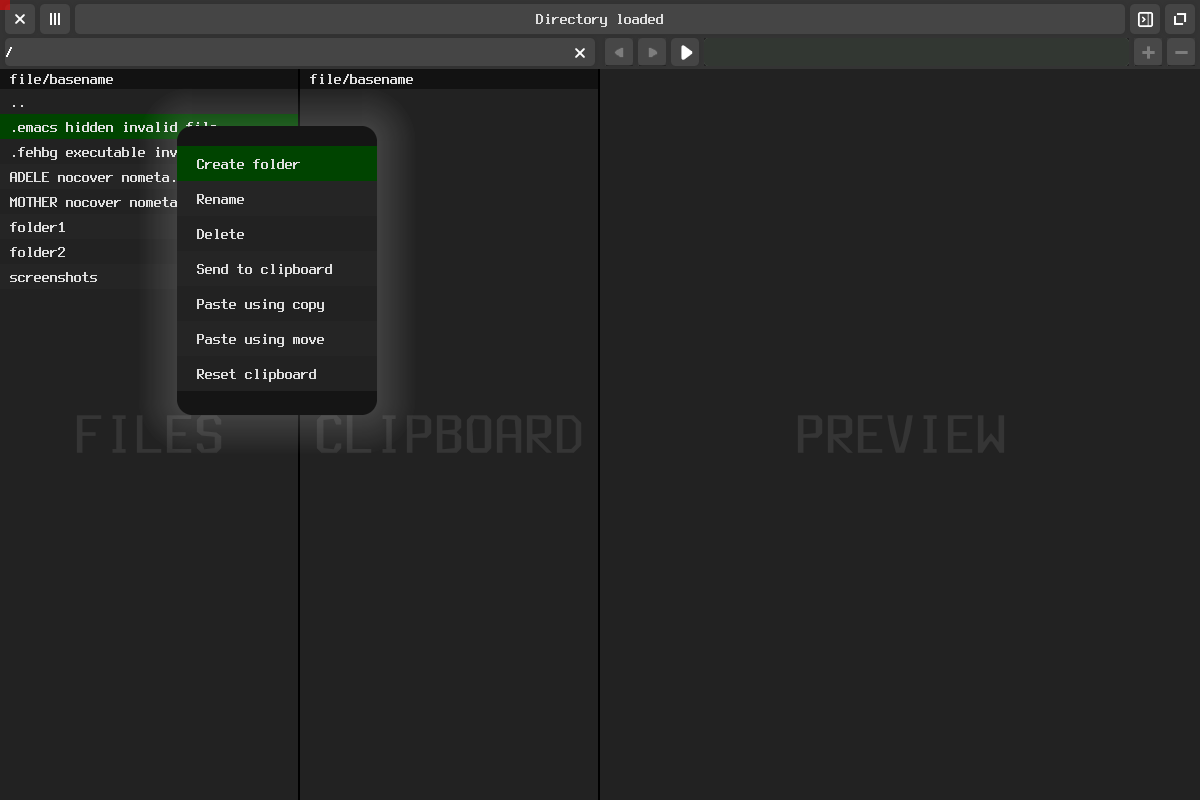 Directory loaded
/
file/basename
file/basename
..
.emacs hidden invalid file
.fehbg executable inv
ADELE nocover nometa.
MOTHER nocover nometa
folder1
folder2
screenshots
Create folder
Rename
Delete
Send to clipboard
Paste using copy
Paste using move
Reset clipboard
FILES
CLIPBOARD
PREVIEW